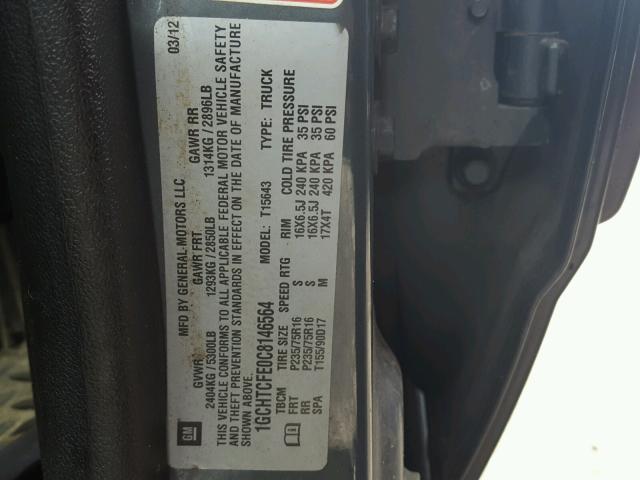 MFD BY GENERAL MOTORS LLC 03/12
GVWR GAWR FRT GAWR RR
2404KG / 5300LB 1293KG / 2850LB 1314KG / 2896LB
THIS VEHICLE CONFORMS TO ALL APPLICABLE FEDERAL MOTOR VEHICLE SAFETY
AND THEFT PREVENTION STANDARDS IN EFFECT ON THE DATE OF MANUFACTURE
SHOWN ABOVE.
1GCHTCFE0C8146564 MODEL: T15643 TYPE: TRUCK
TBCM TIRE SIZE SPEED RTG RIM COLD TIRE PRESSURE
FRT P235/75R16 S 16X6.5J 240 KPA 35 PSI
RR P235/75R16 S 16X6.5J 240 KPA 35 PSI
SPA T155/90D17 M 17X4T 420 KPA 60 PSI
GM